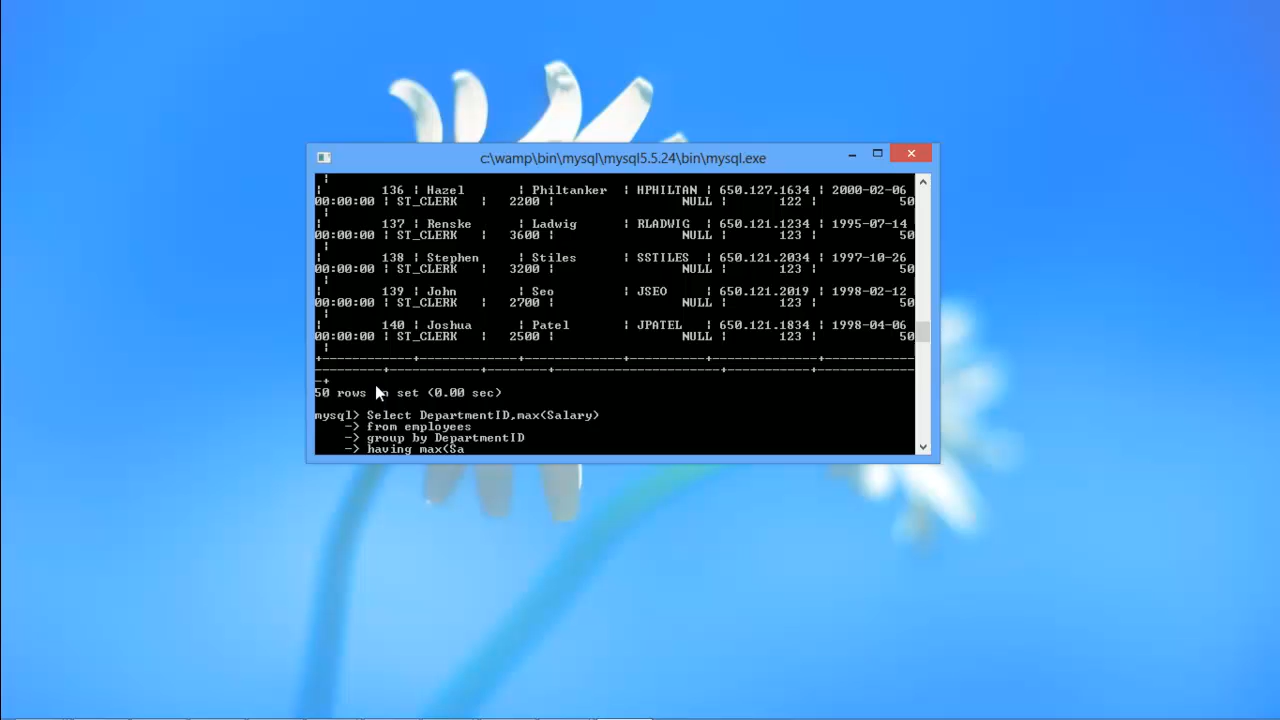 c:\wamp\bin\mysql\mysql5.5.24\bin\mysql.exe
¦
¦ 136 ¦ Hazel ¦ Philtanker ¦ HPHILTAN ¦ 650.127.1634 ¦ 2000-02-06
00:00:00 ¦ ST_CLERK ¦ 2200 ¦ NULL ¦ 122 ¦ 50
¦
¦ 137 ¦ Renske ¦ Ladwig ¦ RLADWIG ¦ 650.121.1234 ¦ 1995-07-14
00:00:00 ¦ ST_CLERK ¦ 3600 ¦ NULL ¦ 123 ¦ 50
¦
¦ 138 ¦ Stephen ¦ Stiles ¦ SSTILES ¦ 650.121.2034 ¦ 1997-10-26
00:00:00 ¦ ST_CLERK ¦ 3200 ¦ NULL ¦ 123 ¦ 50
¦
¦ 139 ¦ John ¦ Seo ¦ JSEO ¦ 650.121.2019 ¦ 1998-02-12
00:00:00 ¦ ST_CLERK ¦ 2700 ¦ NULL ¦ 123 ¦ 50
¦
¦ 140 ¦ Joshua ¦ Patel ¦ JPATEL ¦ 650.121.1834 ¦ 1998-04-06
00:00:00 ¦ ST_CLERK ¦ 2500 ¦ NULL ¦ 123 ¦ 50
¦
+------------+-------------+-------------+----------+--------------+------------
---------+----------+---------+----------------------+-----------+-------------
-+
50 rows n set (0.00 sec)
mysql> Select DepartmentID,max(Salary)
-> from employees
-> group by DepartmentID
-> having max(Sa